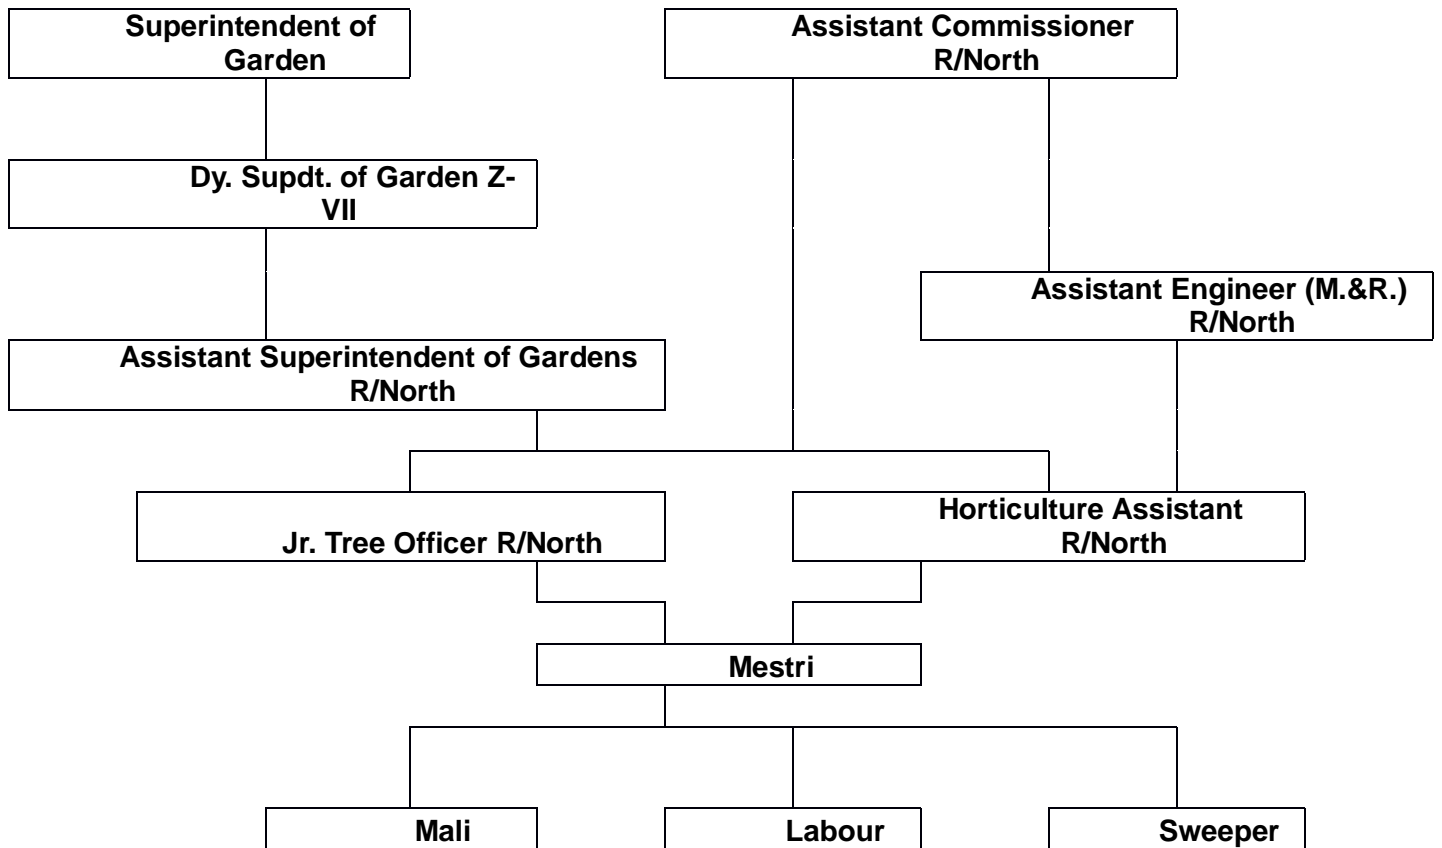 Superintendent of
Garden
Assistant Commissioner
R/North
Dy. Supdt. of Garden Z-
VII
Assistant Engineer (M.&R.)
R/North
Assistant Superintendent of Gardens
R/North
Jr. Tree Officer R/North
Horticulture Assistant
R/North
Mestri
Mali
Labour
Sweeper